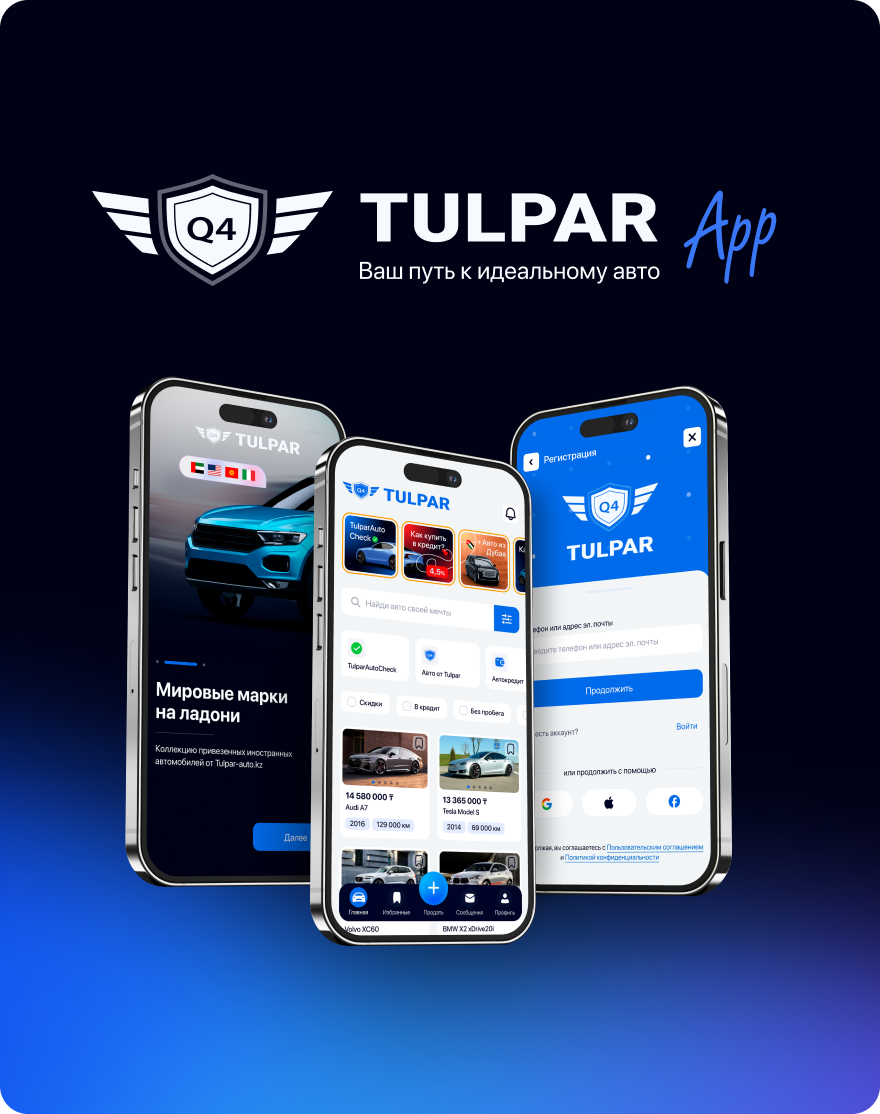 Q4
TULPAR App
Ваш путь к идеальному авто
TULPAR
Мировые марки
на ладони
Коллекцию привезенных иностранных
автомобилей от Tulpar-auto.kz
Далее
Q4
TULPAR
TulparAuto
Check
Как купить
в кредит?
4,5%
Авто из
Дубая
Найди авто своей мечты
TulparAutoCheck
Авто от Tulpar
Автокредит
Скидки
В кредит
Без пробега
14 580 000 ₸
Audi A7
2016
129 000 км
13 365 000 ₸
Tesla Model S
2014
69 000 км
Главная
Избранные
Продать
Сообщения
Профиль
Volvo XC60
BMW X2 xDrive20i
Регистрация
Q4
TULPAR
или адрес эл. почты
телефон или адрес эл. почты
Продолжить
есть аккаунт?
Войти
или продолжить с помощью
вы соглашаетесь с Пользовательским соглашением
и Политикой конфиденциальности